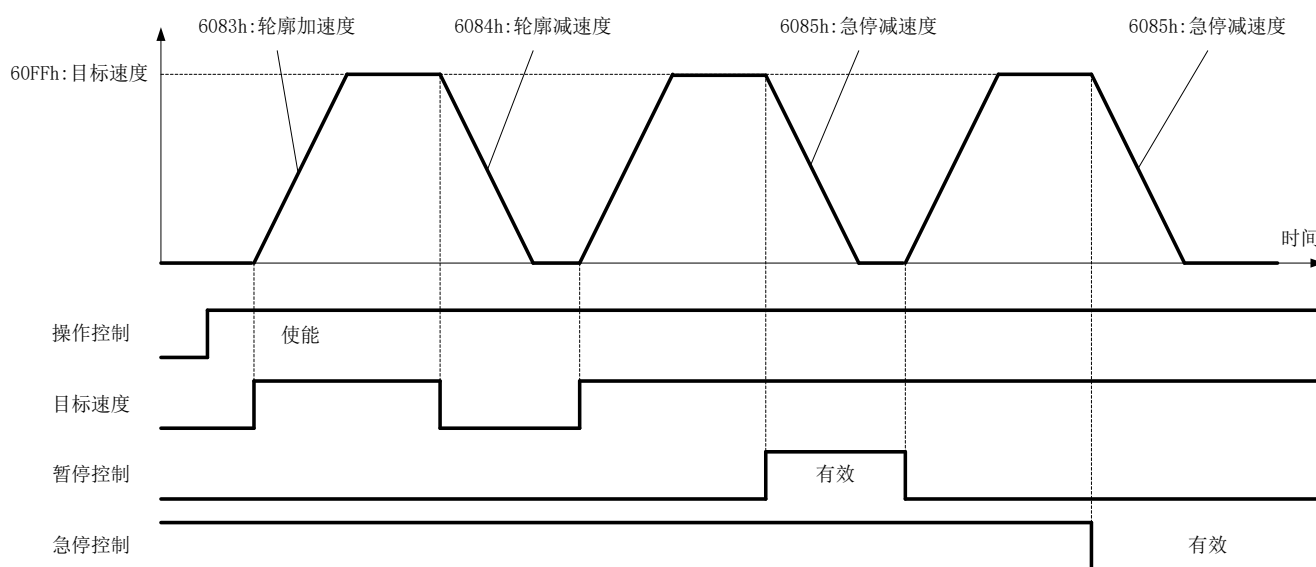 6083h:轮廓加速度
6084h:轮廓减速度
6085h:急停减速度
6085h:急停减速度
60FFh:目标速度
时间
操作控制
使能
目标速度
暂停控制
有效
急停控制
有效